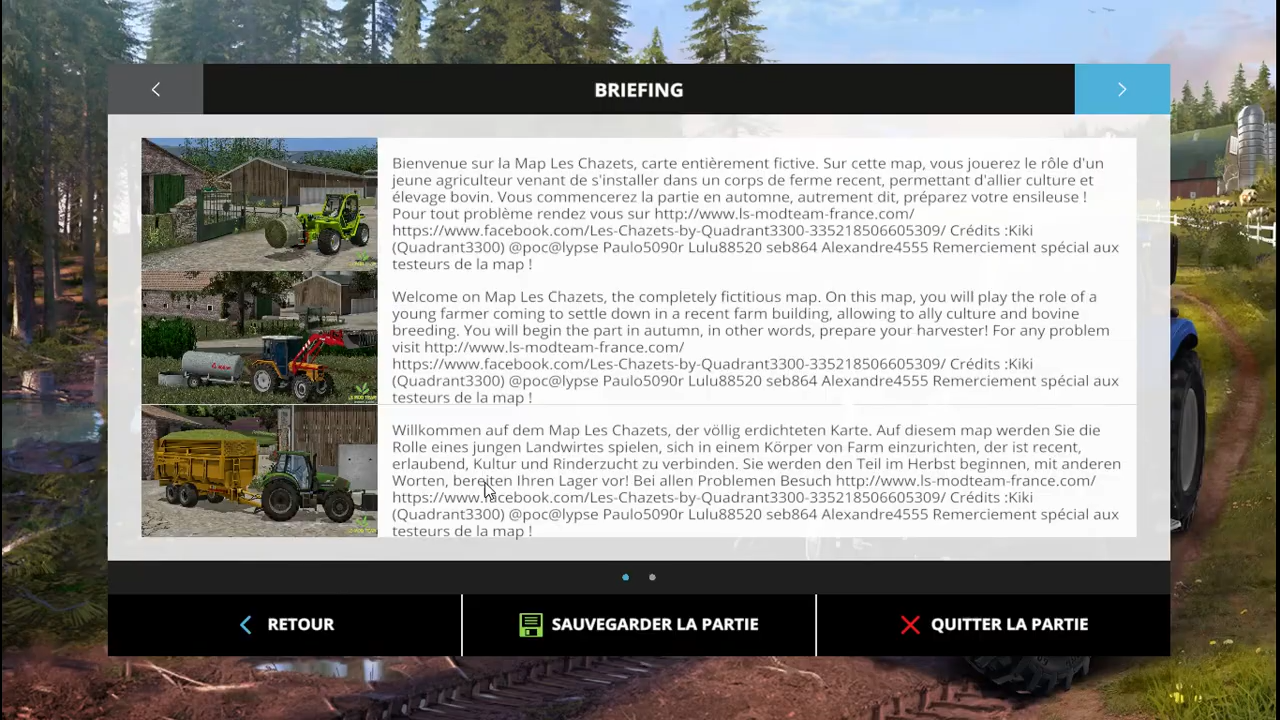 BRIEFING
Bienvenue sur la Map Les Chazets, carte entièrement fictive. Sur cette map, vous jouerez le rôle d'un
jeune agriculteur venant de s'installer dans un corps de ferme recent, permettant d'allier culture et
élevage bovin. Vous commencerez la partie en automne, autrement dit, préparez votre ensileuse !
Pour tout problème rendez vous sur http://www.ls-modteam-france.com/
https://www.facebook.com/Les-Chazets-by-Quadrant3300-335218506605309/ Crédits :Kiki
(Quadrant3300) @poc@lypse Paulo5090r Lulu88520 seb864 Alexandre4555 Remerciement spécial aux
testeurs de la map !
Welcome on Map Les Chazets, the completely fictitious map. On this map, you will play the role of a
young farmer coming to settle down in a recent farm building, allowing to ally culture and bovine
breeding. You will begin the part in autumn, in other words, prepare your harvester! For any problem
visit http://www.ls-modteam-france.com/
https://www.facebook.com/Les-Chazets-by-Quadrant3300-335218506605309/ Crédits :Kiki
(Quadrant3300) @poc@lypse Paulo5090r Lulu88520 seb864 Alexandre4555 Remerciement spécial aux
testeurs de la map !
Willkommen auf dem Map Les Chazets, der völlig erdichteten Karte. Auf diesem map werden Sie die
Rolle eines jungen Landwirtes spielen, sich in einem Körper von Farm einzurichten, der ist recent,
erlaubend, Kultur und Rinderzucht zu verbinden. Sie werden den Teil im Herbst beginnen, mit anderen
Worten, bereiten Ihren Lager vor! Bei allen Problemen Besuch http://www.ls-modteam-france.com/
https://www.facebook.com/Les-Chazets-by-Quadrant3300-335218506605309/ Crédits :Kiki
(Quadrant3300) @poc@lypse Paulo5090r Lulu88520 seb864 Alexandre4555 Remerciement spécial aux
testeurs de la map !
RETOUR
SAUVEGARDER LA PARTIE
QUITTER LA PARTIE